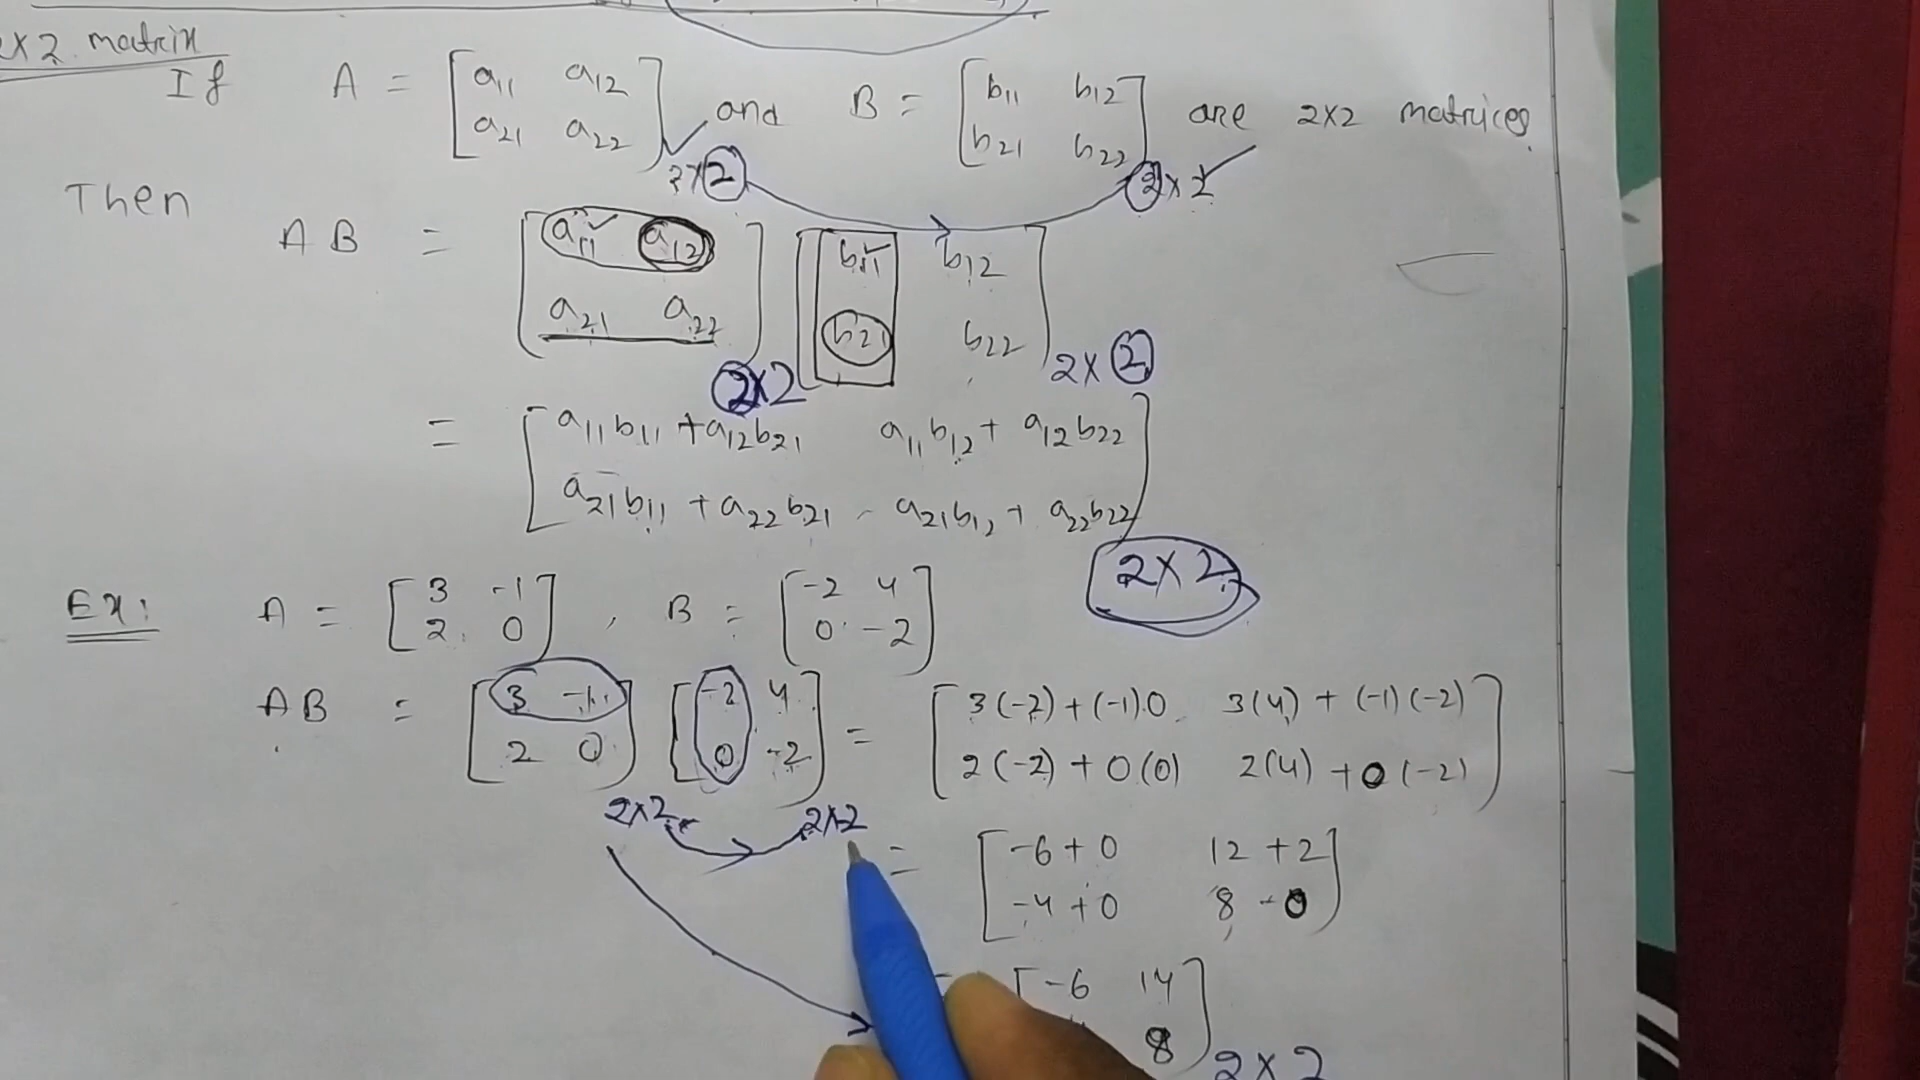 2x2 matrix
If A = [a11 a12 a21 a22] and B = [b11 b12 b21 b22] are 2x2 matrices
2x2 2x2
Then AB = [a11 a12 a21 a22] [b11 b12 b21 b22]
2x2 2x2
= [a11b11 + a12b21 a11b12 + a12b22
a21b11 + a22b21 a21b12 + a22b22]
2x2
Ex: A = [3 -1 2 0], B = [-2 4 0 -2]
AB = [3 -1 2 0] [-2 4 0 -2] = [3(-2)+(-1).0 3(4)+(-1)(-2)
2(-2)+0(0) 2(4)+0(-2)]
2x2 2x2
= [-6+0 12+2
-4+0 8-0]
= [-6 14
8]
2x2